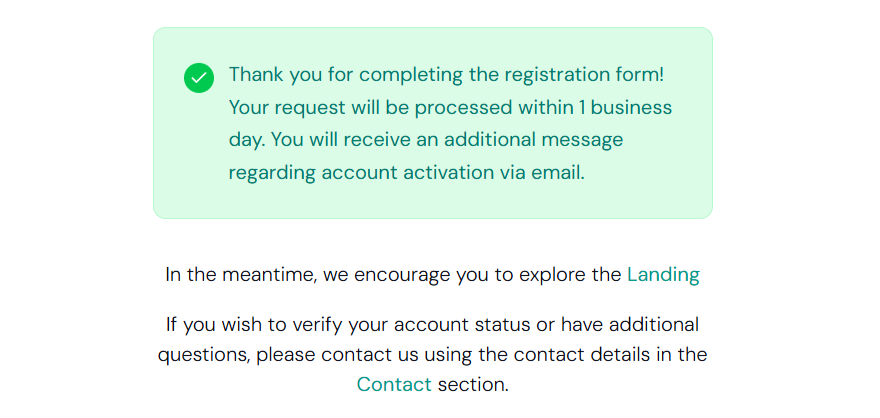 Thank you for completing the registration form!
Your request will be processed within 1 business
day. You will receive an additional message
regarding account activation via email.
In the meantime, we encourage you to explore the Landing
If you wish to verify your account status or have additional
questions, please contact us using the contact details in the
Contact section.